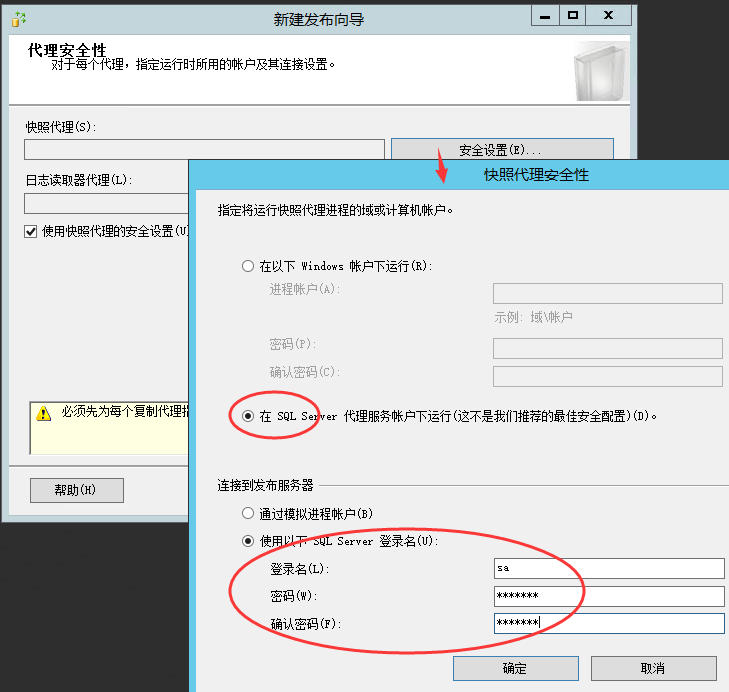 新建发布向导
代理安全性
对于每个代理，指定运行时所用的帐户及其连接设置。
快照代理(S):
安全设置(E)...
日志读取器代理(L):
使用快照代理的安全设置(U)
必须先为每个复制代理指
帮助(H)
快照代理安全性
指定将运行快照代理进程的域或计算机帐户。
在以下 Windows 帐户下运行(R):
进程帐户(A):
示例: 域\帐户
密码(P):
确认密码(C):
在 SQL Server 代理服务帐户下运行(这不是我们推荐的最佳安全配置)(D)。
连接到发布服务器
通过模拟进程帐户(B)
使用以下 SQL Server 登录名(U):
登录名(L):
sa
密码(W):
*******
确认密码(F):
*******
确定
取消